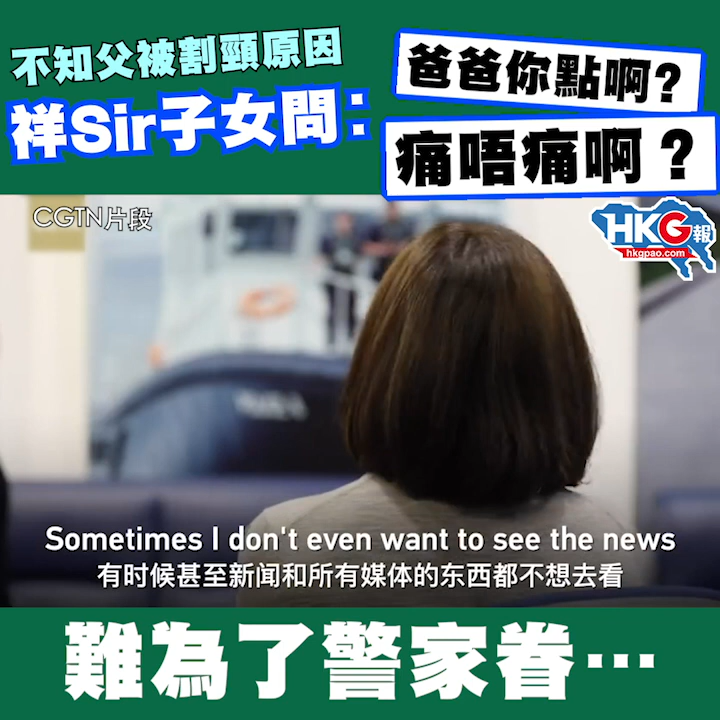 不知父被割頸原因
祥Sir子女問：
爸爸你點啊？
痛唔痛啊？
CGTN片段
HKG報
hkgpao.com
Sometimes I don't even want to see the news
有时候甚至新闻和所有媒体的东西都不想去看
難為了警家眷…